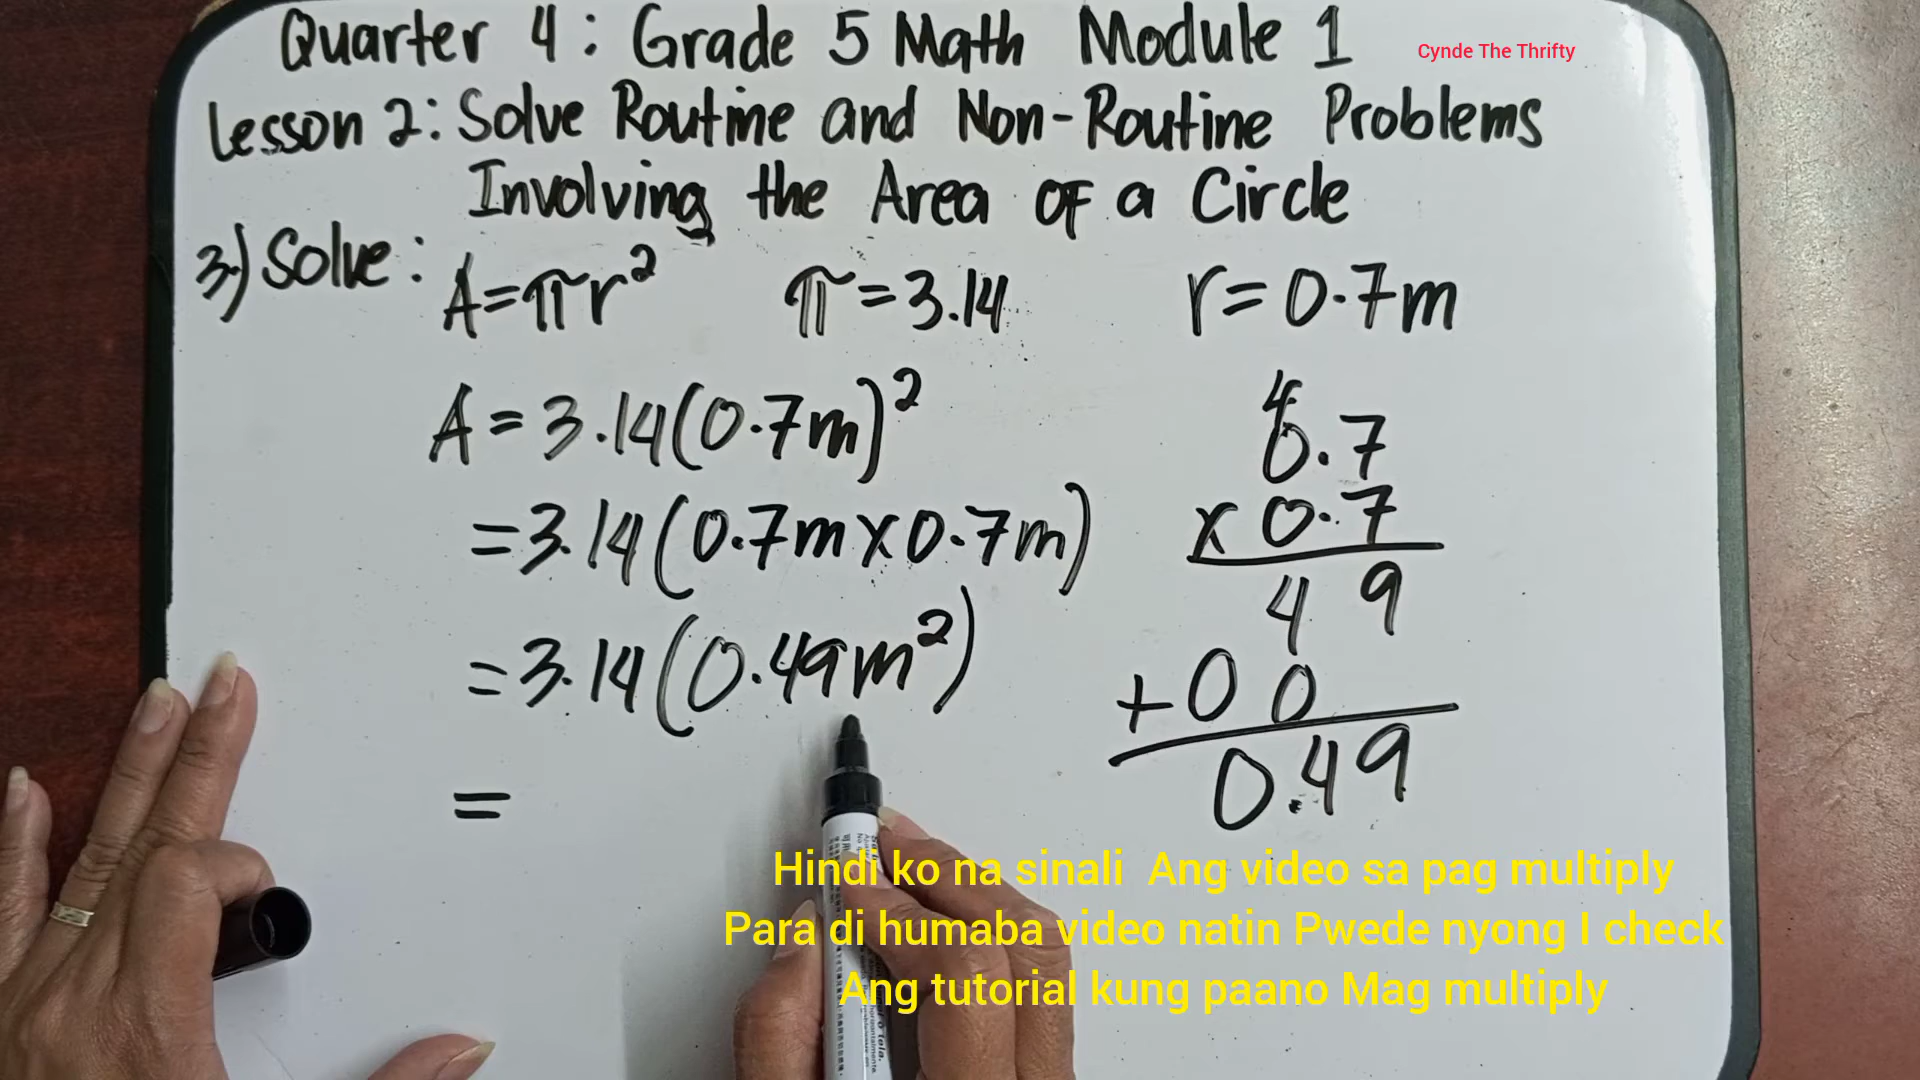 Quarter 4: Grade 5 Math Module 1
Cynde The Thrifty
Lesson 2: Solve Routine and Non-Routine Problems
Involving the Area of a Circle
3.) Solve: A=πr² π=3.14 r=0.7m
A=3.14(0.7m)²
=3.14(0.7m x 0.7m)
=3.14(0.49m²)
=
4
0.7
x 0.7
4 9
+ 0 0
0.49
Hindi ko na sinali Ang video sa pag multiply
Para di humaba video natin Pwede nyong I check
Ang tutorial kung paano Mag multiply